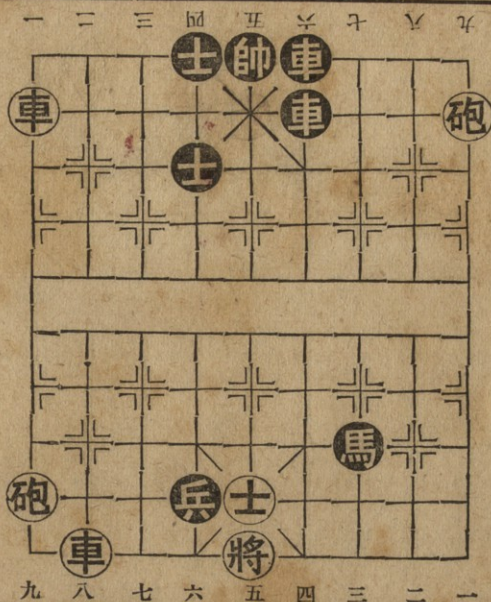 一 二 三 四 五 六 七 八 九
士 帥 車
車 車 砲
士
馬
砲 兵 士
車 將
九 八 七 六 五 四 三 二 一